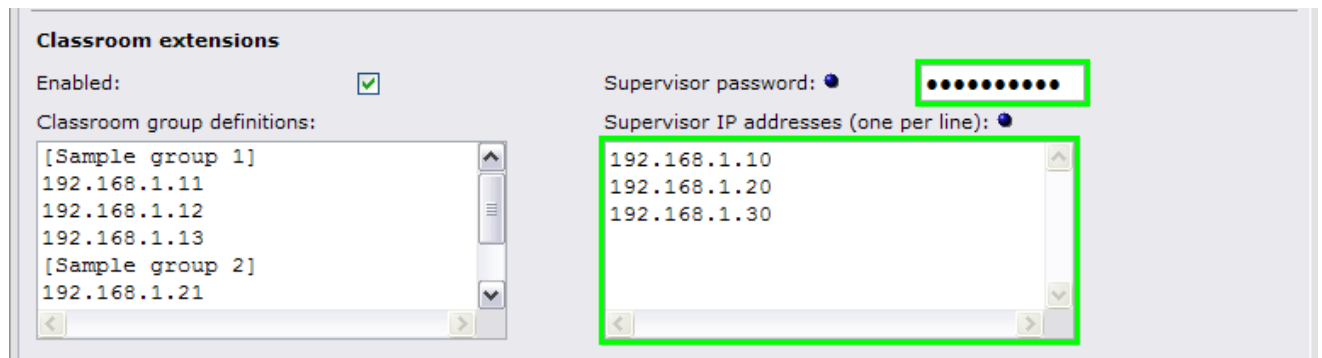 Classroom extensions
Enabled:
Supervisor password:
••••••••••
Classroom group definitions:
[Sample group 1]
192.168.1.11
192.168.1.12
192.168.1.13
[Sample group 2]
192.168.1.21
Supervisor IP addresses (one per line):
192.168.1.10
192.168.1.20
192.168.1.30